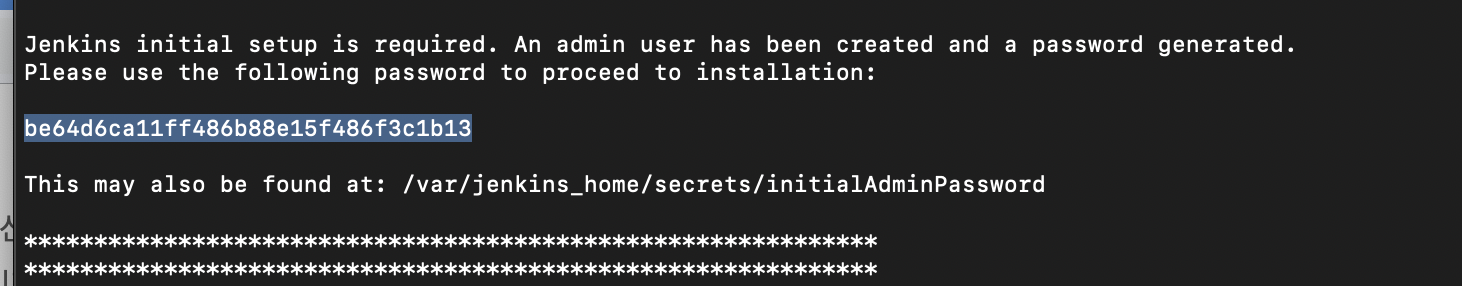 Jenkins initial setup is required. An admin user has been created and a password generated.
Please use the following password to proceed to installation:
be64d6ca11ff486b88e15f486f3c1b13
This may also be found at: /var/jenkins_home/secrets/initialAdminPassword
*************************************************************
*************************************************************